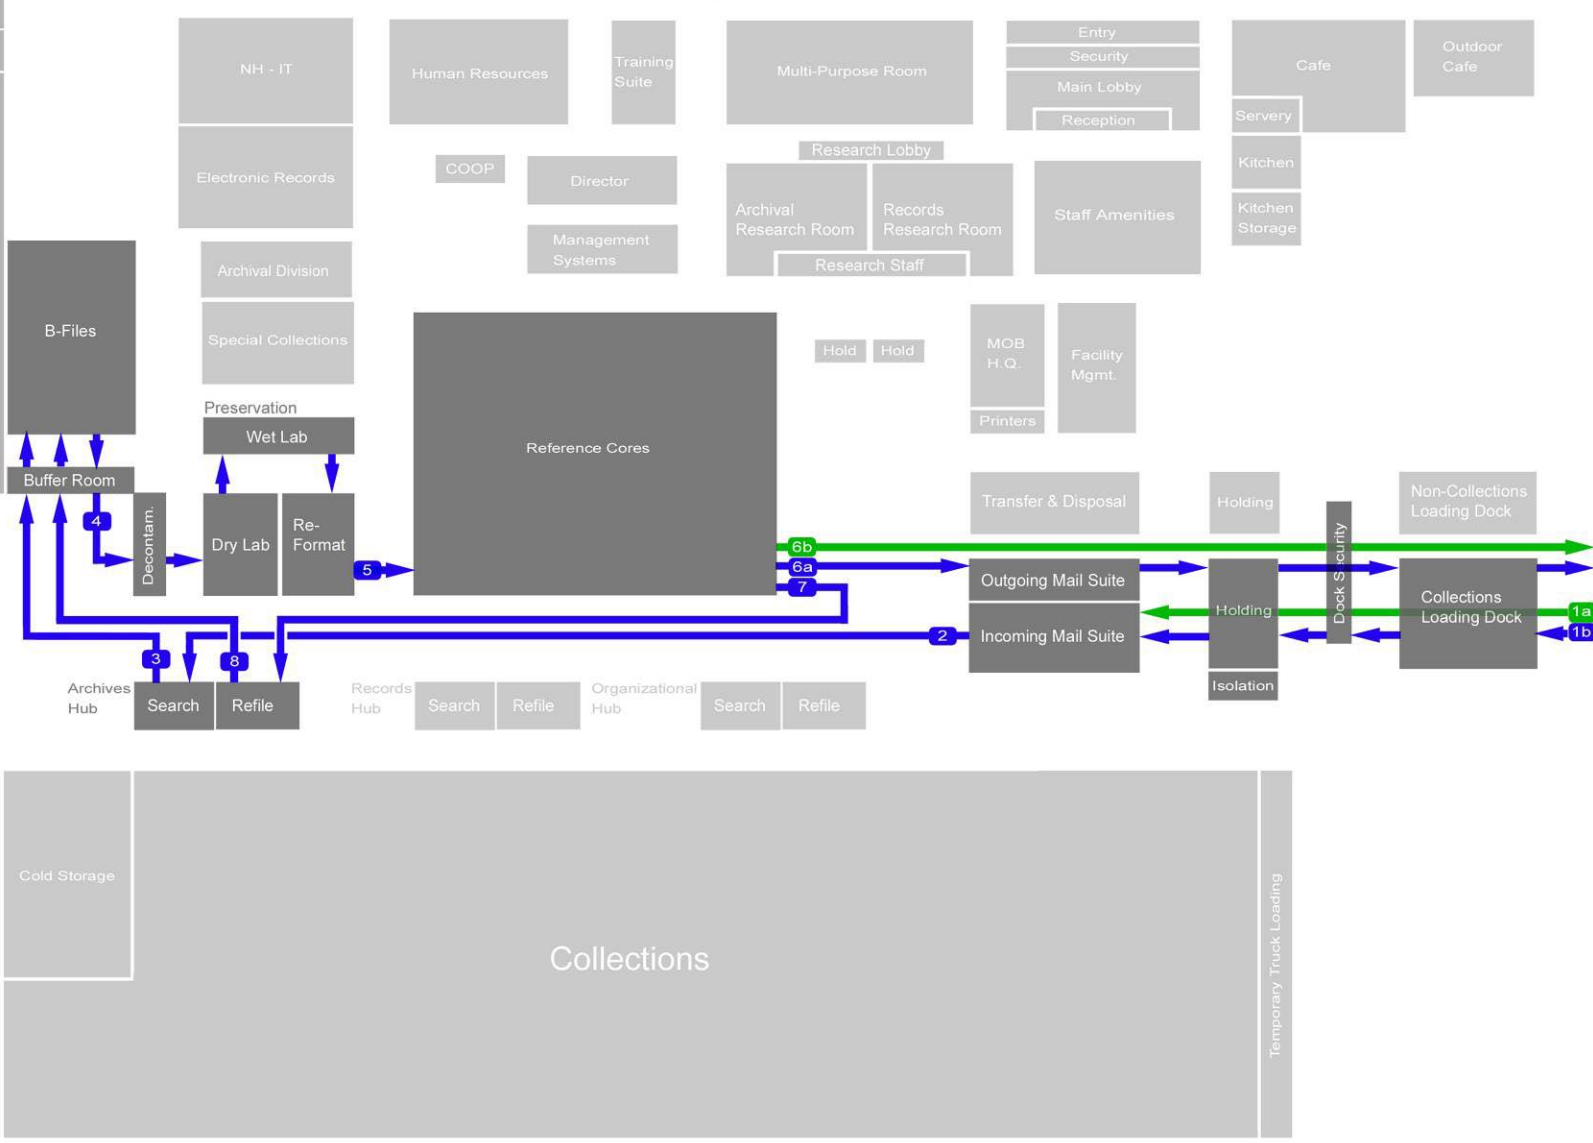 NH - IT
Human Resources
Training
Suite
Multi-Purpose Room
Entry
Security
Main Lobby
Reception
Cafe
Outdoor
Cafe
Servery
Kitchen
Kitchen
Storage
Electronic Records
COOP
Director
Management
Systems
Research Lobby
Archival
Research Room
Records
Research Room
Research Staff
Staff Amenities
B-Files
Archival Division
Special Collections
Preservation
Wet Lab
Reference Cores
Hold
Hold
MOB
H.Q.
Facility
Mgmt.
Printers
Buffer Room
4
Decontam.
Dry Lab
Re-
Format
5
Transfer & Disposal
Holding
Non-Collections
Loading Dock
Dock Security
6b
6a
7
Outgoing Mail Suite
Incoming Mail Suite
Holding
Collections
Loading Dock
1a
1b
2
3
8
Isolation
Archives
Hub
Search
Refile
Records
Hub
Search
Refile
Organizational
Hub
Search
Refile
Cold Storage
Collections
Temporary Truck Loading